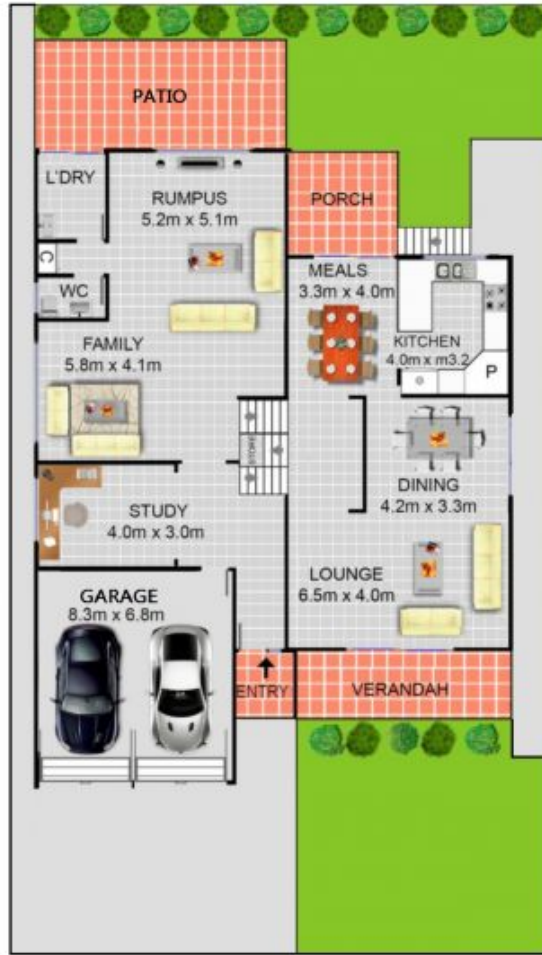 PATIO
L'DRY
RUMPUS
5.2m x 5.1m
PORCH
C
WC
MEALS
3.3m x 4.0m
FAMILY
5.8m x 4.1m
KITCHEN
4.0m x m3.2
P
STORE
DINING
4.2m x 3.3m
STUDY
4.0m x 3.0m
LOUNGE
6.5m x 4.0m
GARAGE
8.3m x 6.8m
ENTRY
VERANDAH